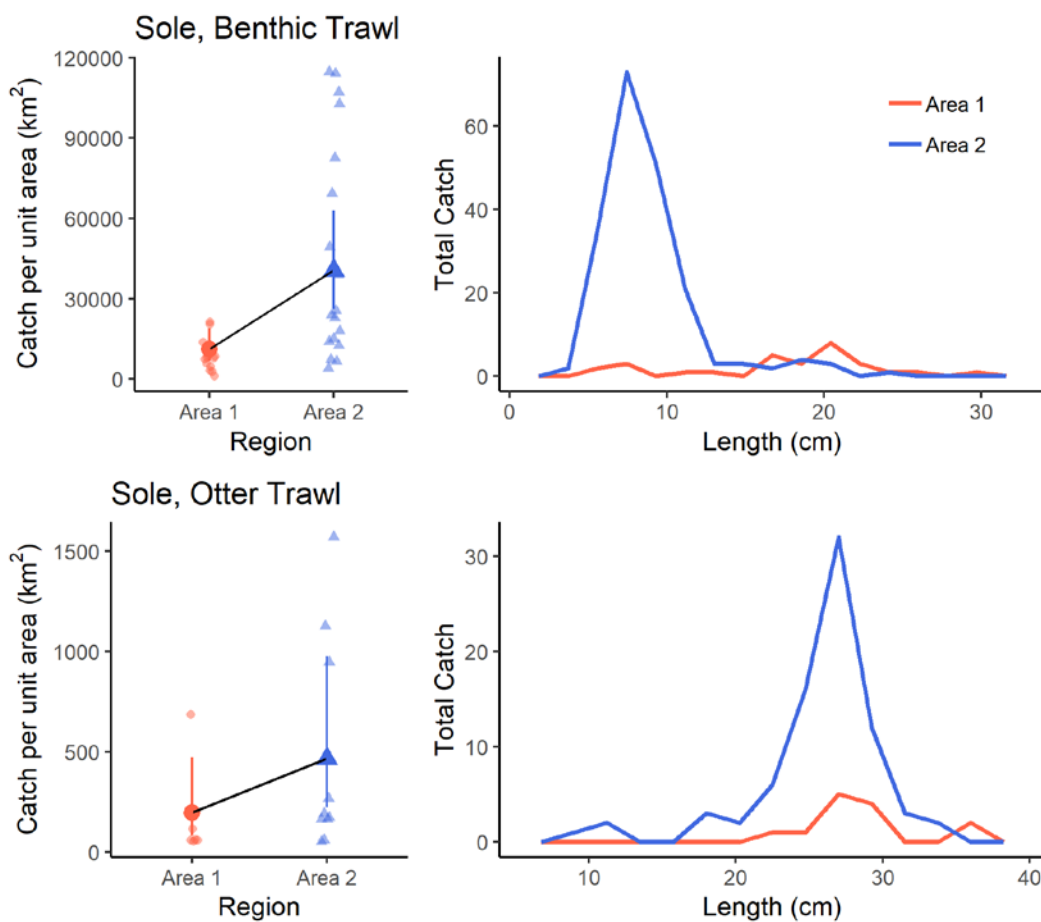 Sole, Benthic Trawl
Catch per unit area (km²)
120000
90000
60000
30000
0
Area 1
Area 2
Region
Total Catch
60
40
20
0
0
10
20
30
Length (cm)
Area 1
Area 2
Sole, Otter Trawl
Catch per unit area (km²)
1500
1000
500
0
Area 1
Area 2
Region
Total Catch
30
20
10
0
10
20
30
40
Length (cm)